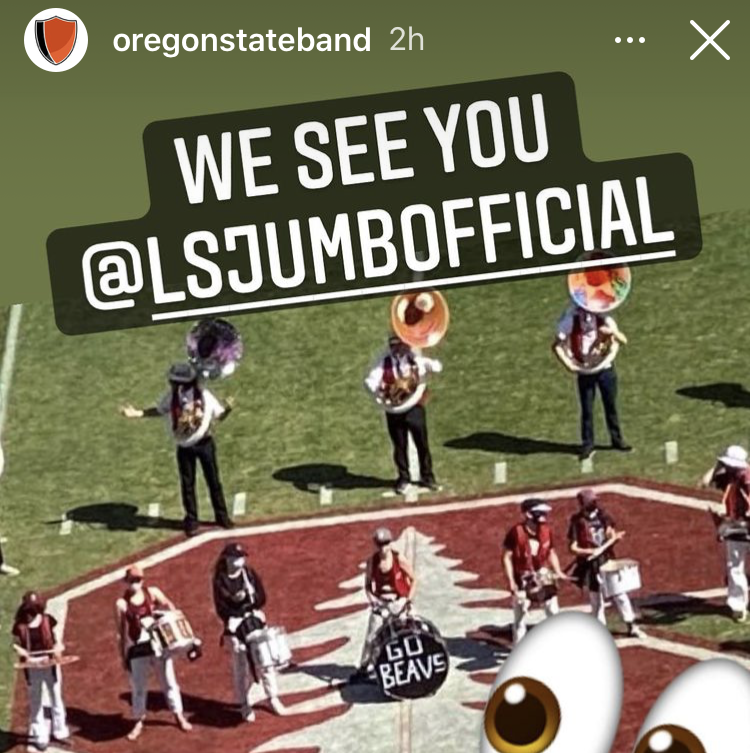 oregonstateband 2h
WE SEE YOU
@LSJUMBOFFICIAL
GO
BEAVS